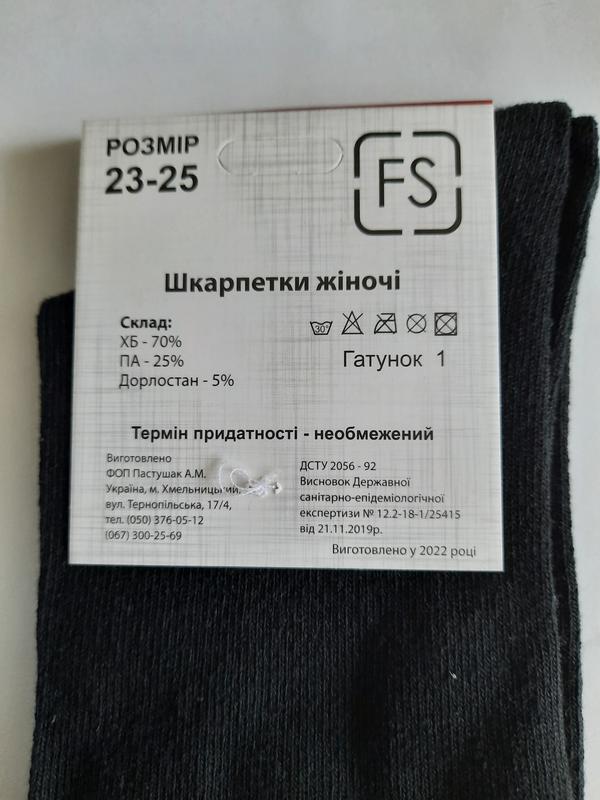 РОЗМІР
23-25
FS
Шкарпетки жіночі
Склад:
ХБ - 70%
ПА - 25%
Дорлостан - 5%
30°
Гатунок 1
Термін придатності - необмежений
Виготовлено
ФОП Пастушак А.М.
Україна, м. Хмельницький,
вул. Тернопільська, 17/4,
тел. (050) 376-05-12
(067) 300-25-69
ДСТУ 2056 - 92
Висновок Державної
санітарно-епідеміологічної
експертизи № 12.2-18-1/25415
від 21.11.2019р.
Виготовлено у 2022 році